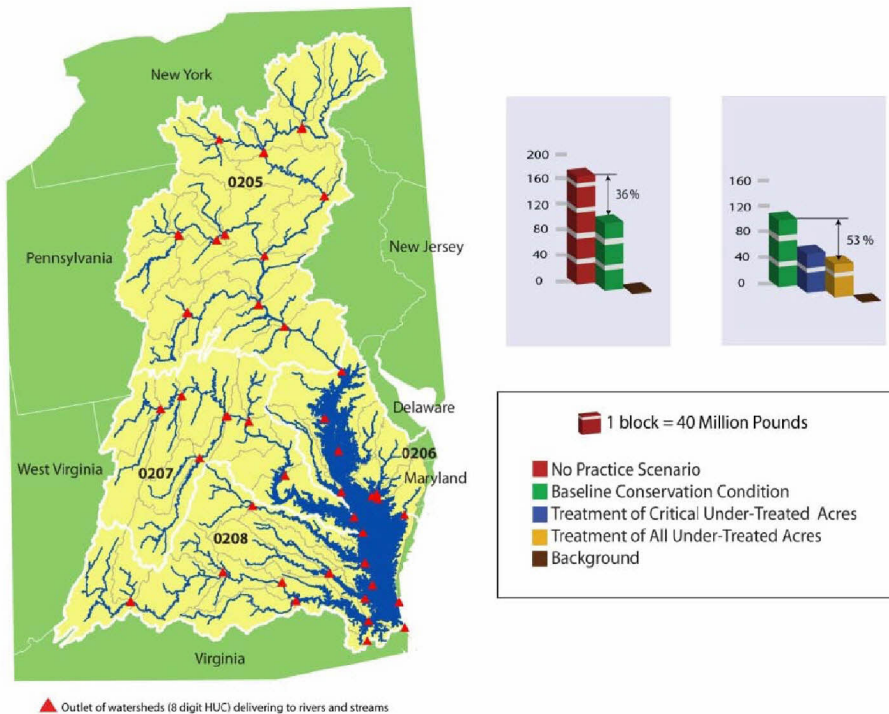 New York
0205
Pennsylvania
New Jersey
Delaware
0206
Maryland
West Virginia
0207
0208
Virginia
Outlet of watersheds (8 digit HUC) delivering to rivers and streams
200
160
120
80
40
0
36%
160
120
80
40
0
53%
1 block = 40 Million Pounds
No Practice Scenario
Baseline Conservation Condition
Treatment of Critical Under-Treated Acres
Treatment of All Under-Treated Acres
Background